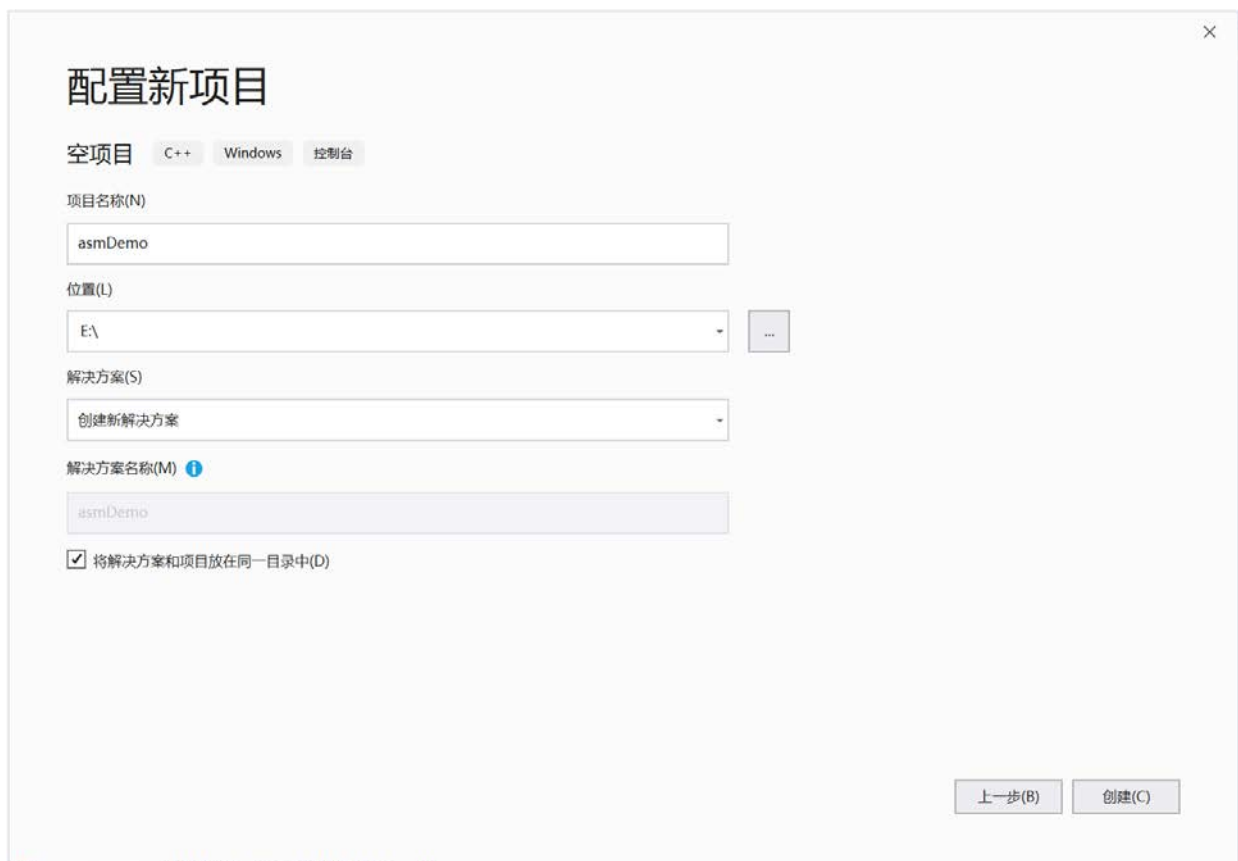 配置新项目
空项目 C++ Windows 控制台
项目名称(N)
asmDemo
位置(L)
E:\
...
解决方案(S)
创建新解决方案
解决方案名称(M)
asmDemo
将解决方案和项目放在同一目录中(D)
上一步(B) 创建(C)